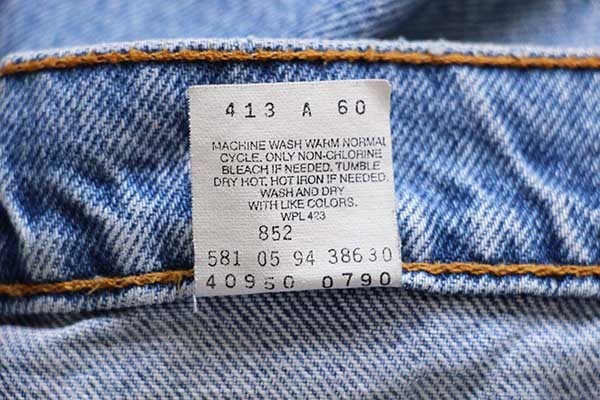 413 A 60
MACHINE WASH WARM NORMAL
CYCLE. ONLY NON-CHLORINE
BLEACH IF NEEDED. TUMBLE
DRY HOT. HOT IRON IF NEEDED.
WASH AND DRY
WITH LIKE COLORS.
WPL 423
852
581 05 94 38630
40950 0790